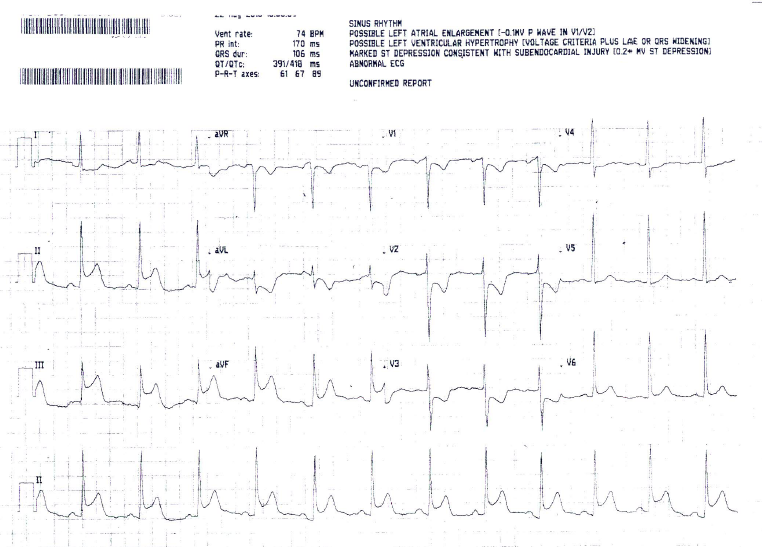 Vent rate: 74 BPM
PR int: 170 ms
QRS dur: 106 ms
QT/QTc: 391/418 ms
P-R-T axes: 61 67 89
SINUS RHYTHM
POSSIBLE LEFT ATRIAL ENLARGEMENT [-0.1MV P WAVE IN V1/V2]
POSSIBLE LEFT VENTRICULAR HYPERTROPHY [VOLTAGE CRITERIA PLUS LAE OR QRS WIDENING]
MARKED ST DEPRESSION CONSISTENT WITH SUBENDOCARDIAL INJURY [0.2+ MV ST DEPRESSION]
ABNORMAL ECG
UNCONFIRMED REPORT
I aVR V1 V4
II aVL V2 V5
III aVF V3 V6
II